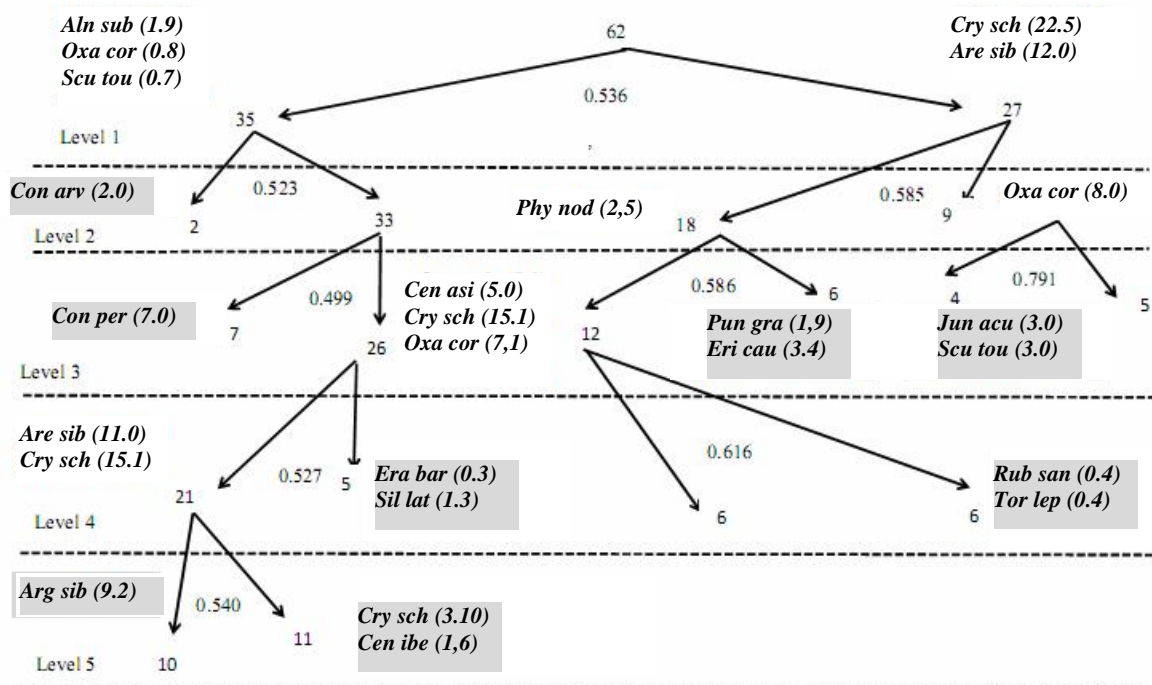 Aln sub (1.9)
Oxa cor (0.8)
Scu tou (0.7)
62
Cry sch (22.5)
Are sib (12.0)
0.536
35
27
Level 1
Con arv (2.0)
0.523
2
33
Phy nod (2,5)
18
0.585
9
Oxa cor (8.0)
Level 2
Con per (7.0)
0.499
7
26
Cen asi (5.0)
Cry sch (15.1)
Oxa cor (7,1)
12
0.586
6
Pun gra (1,9)
Eri cau (3.4)
4
0.791
5
Jun acu (3.0)
Scu tou (3.0)
Level 3
Are sib (11.0)
Cry sch (15.1)
21
0.527
5
Era bar (0.3)
Sil lat (1.3)
0.616
6
6
Rub san (0.4)
Tor lep (0.4)
Level 4
Arg sib (9.2)
0.540
10
11
Cry sch (3.10)
Cen ibe (1,6)
Level 5